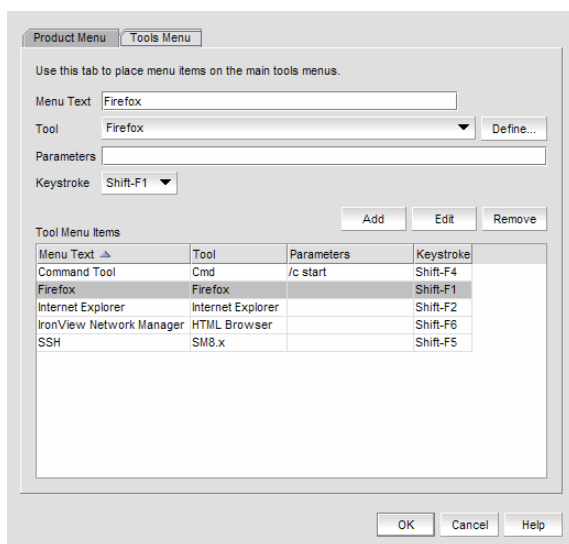 Product Menu Tools Menu
Use this tab to place menu items on the main tools menus.
Menu Text Firefox
Tool Firefox Define...
Parameters
Keystroke Shift-F1
Add Edit Remove
Tool Menu Items
Menu Text Tool Parameters Keystroke
Command Tool Cmd /c start Shift-F4
Firefox Firefox Shift-F1
Internet Explorer Internet Explorer Shift-F2
IronView Network Manager HTML Browser Shift-F6
SSH SM8.x Shift-F5
OK Cancel Help